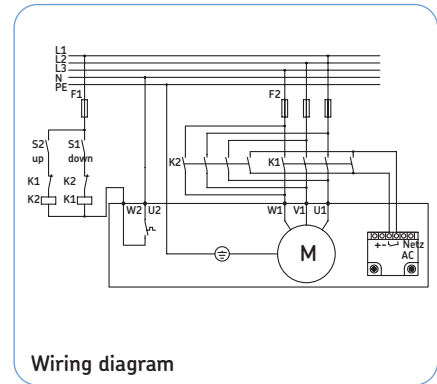 L1
L2
L3
N
PE
F1
F2
S2
S1
up
down
K2
K1
K1
K2
K2
K1
W2
U2
W1
V1
U1
M
+
-
Netz
AC
Wiring diagram